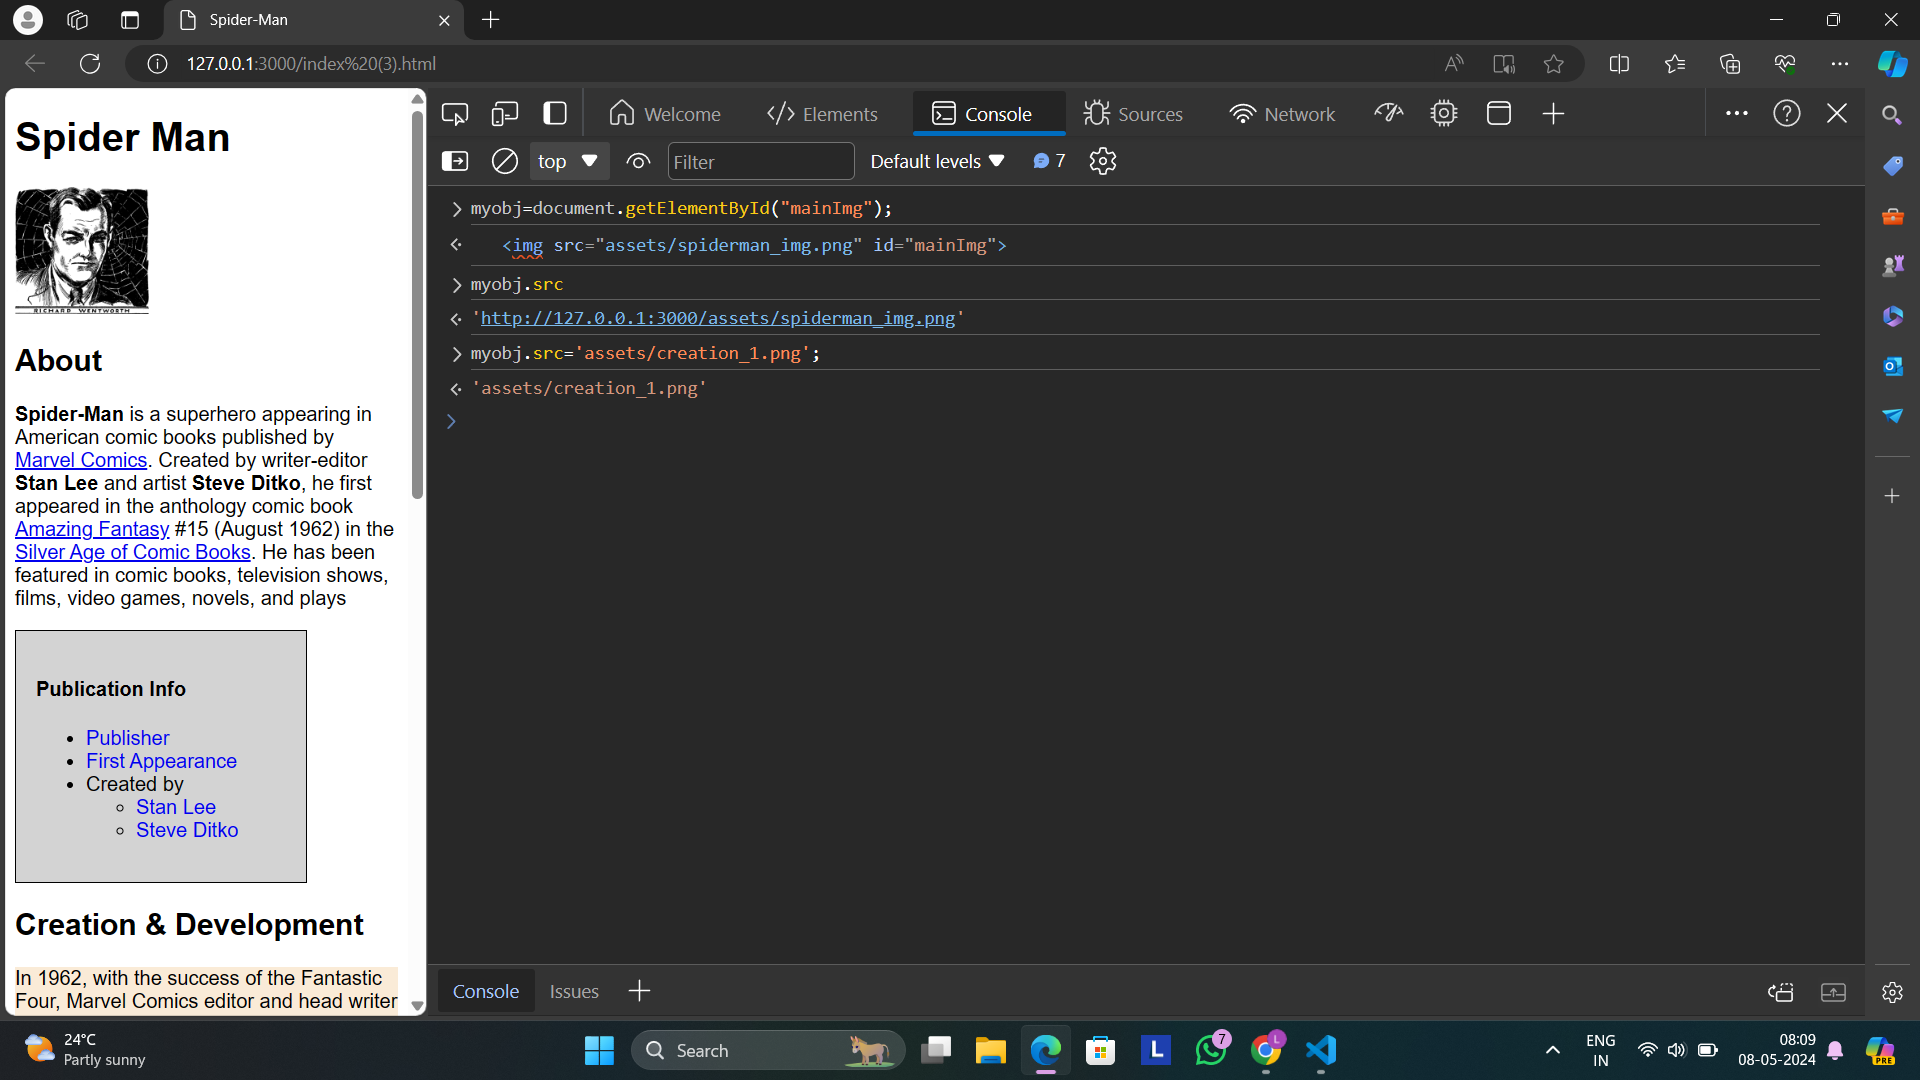 Spider-Man
127.0.0.1:3000/index%20(3).html
Spider Man
RICHARD WENTWORTH
About
Spider-Man is a superhero appearing in
American comic books published by
Marvel Comics. Created by writer-editor
Stan Lee and artist Steve Ditko, he first
appeared in the anthology comic book
Amazing Fantasy #15 (August 1962) in the
Silver Age of Comic Books. He has been
featured in comic books, television shows,
films, video games, novels, and plays
Publication Info
Publisher
First Appearance
Created by
Stan Lee
Steve Ditko
Creation & Development
In 1962, with the success of the Fantastic
Four, Marvel Comics editor and head writer
Welcome Elements Console Sources Network
top Filter Default levels 7
myobj=document.getElementById("mainImg");
<img src="assets/spiderman_img.png" id="mainImg">
myobj.src
'http://127.0.0.1:3000/assets/spiderman_img.png'
myobj.src='assets/creation_1.png';
'assets/creation_1.png'
Console Issues
24°C
Partly sunny
Search
L
7
L
ENG
IN
08:09
08-05-2024
PRE